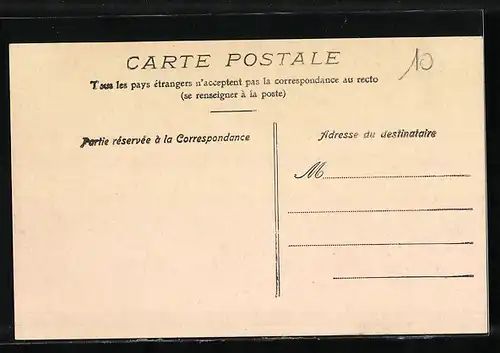 CARTE POSTALE
10
Tous les pays étrangers n'acceptent pas la correspondance au recto
(se renseigner à la poste)
Partie réservée à la Correspondance
Adresse du destinataire
M